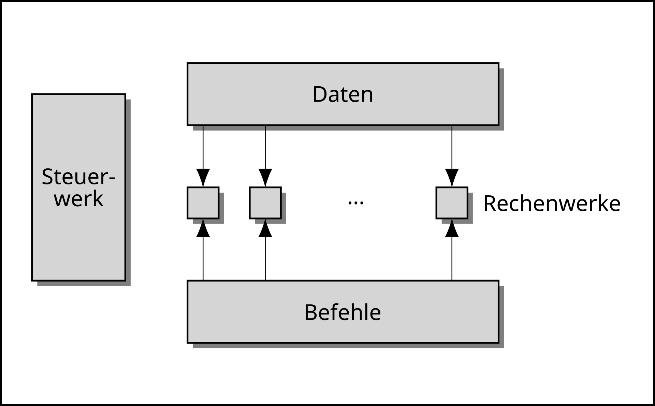 Daten
Steuer-
werk
...
Rechenwerke
Befehle